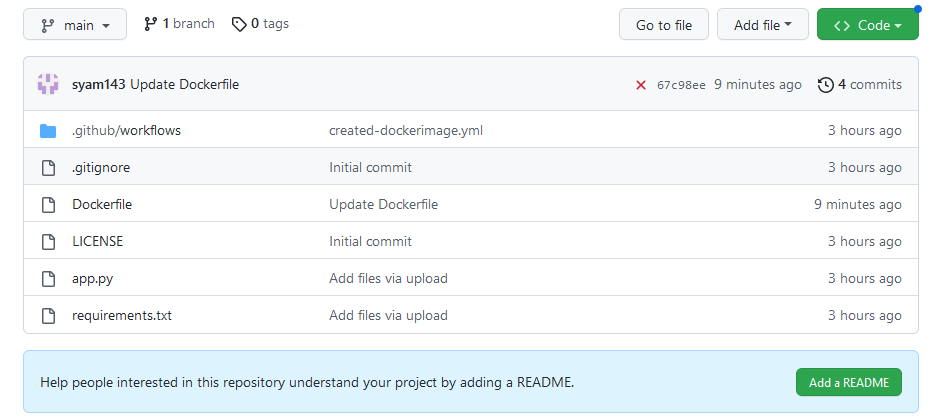 main 1 branch 0 tags Go to file Add file Code
syam143 Update Dockerfile 67c98ee 9 minutes ago 4 commits
.github/workflows created-dockerimage.yml 3 hours ago
.gitignore Initial commit 3 hours ago
Dockerfile Update Dockerfile 9 minutes ago
LICENSE Initial commit 3 hours ago
app.py Add files via upload 3 hours ago
requirements.txt Add files via upload 3 hours ago
Help people interested in this repository understand your project by adding a README. Add a README